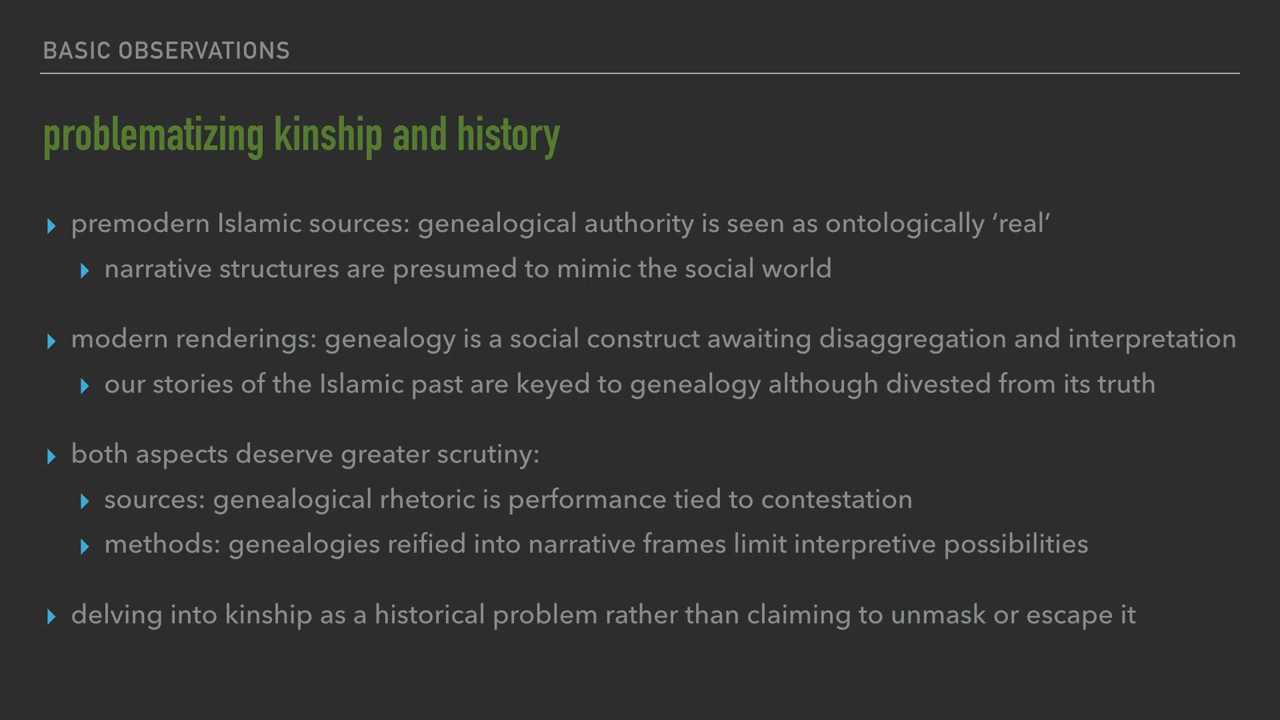 BASIC OBSERVATIONS
problematizing kinship and history
premodern Islamic sources: genealogical authority is seen as ontologically ‘real’
narrative structures are presumed to mimic the social world
modern renderings: genealogy is a social construct awaiting disaggregation and interpretation
our stories of the Islamic past are keyed to genealogy although divested from its truth
both aspects deserve greater scrutiny:
sources: genealogical rhetoric is performance tied to contestation
methods: genealogies reified into narrative frames limit interpretive possibilities
delving into kinship as a historical problem rather than claiming to unmask or escape it